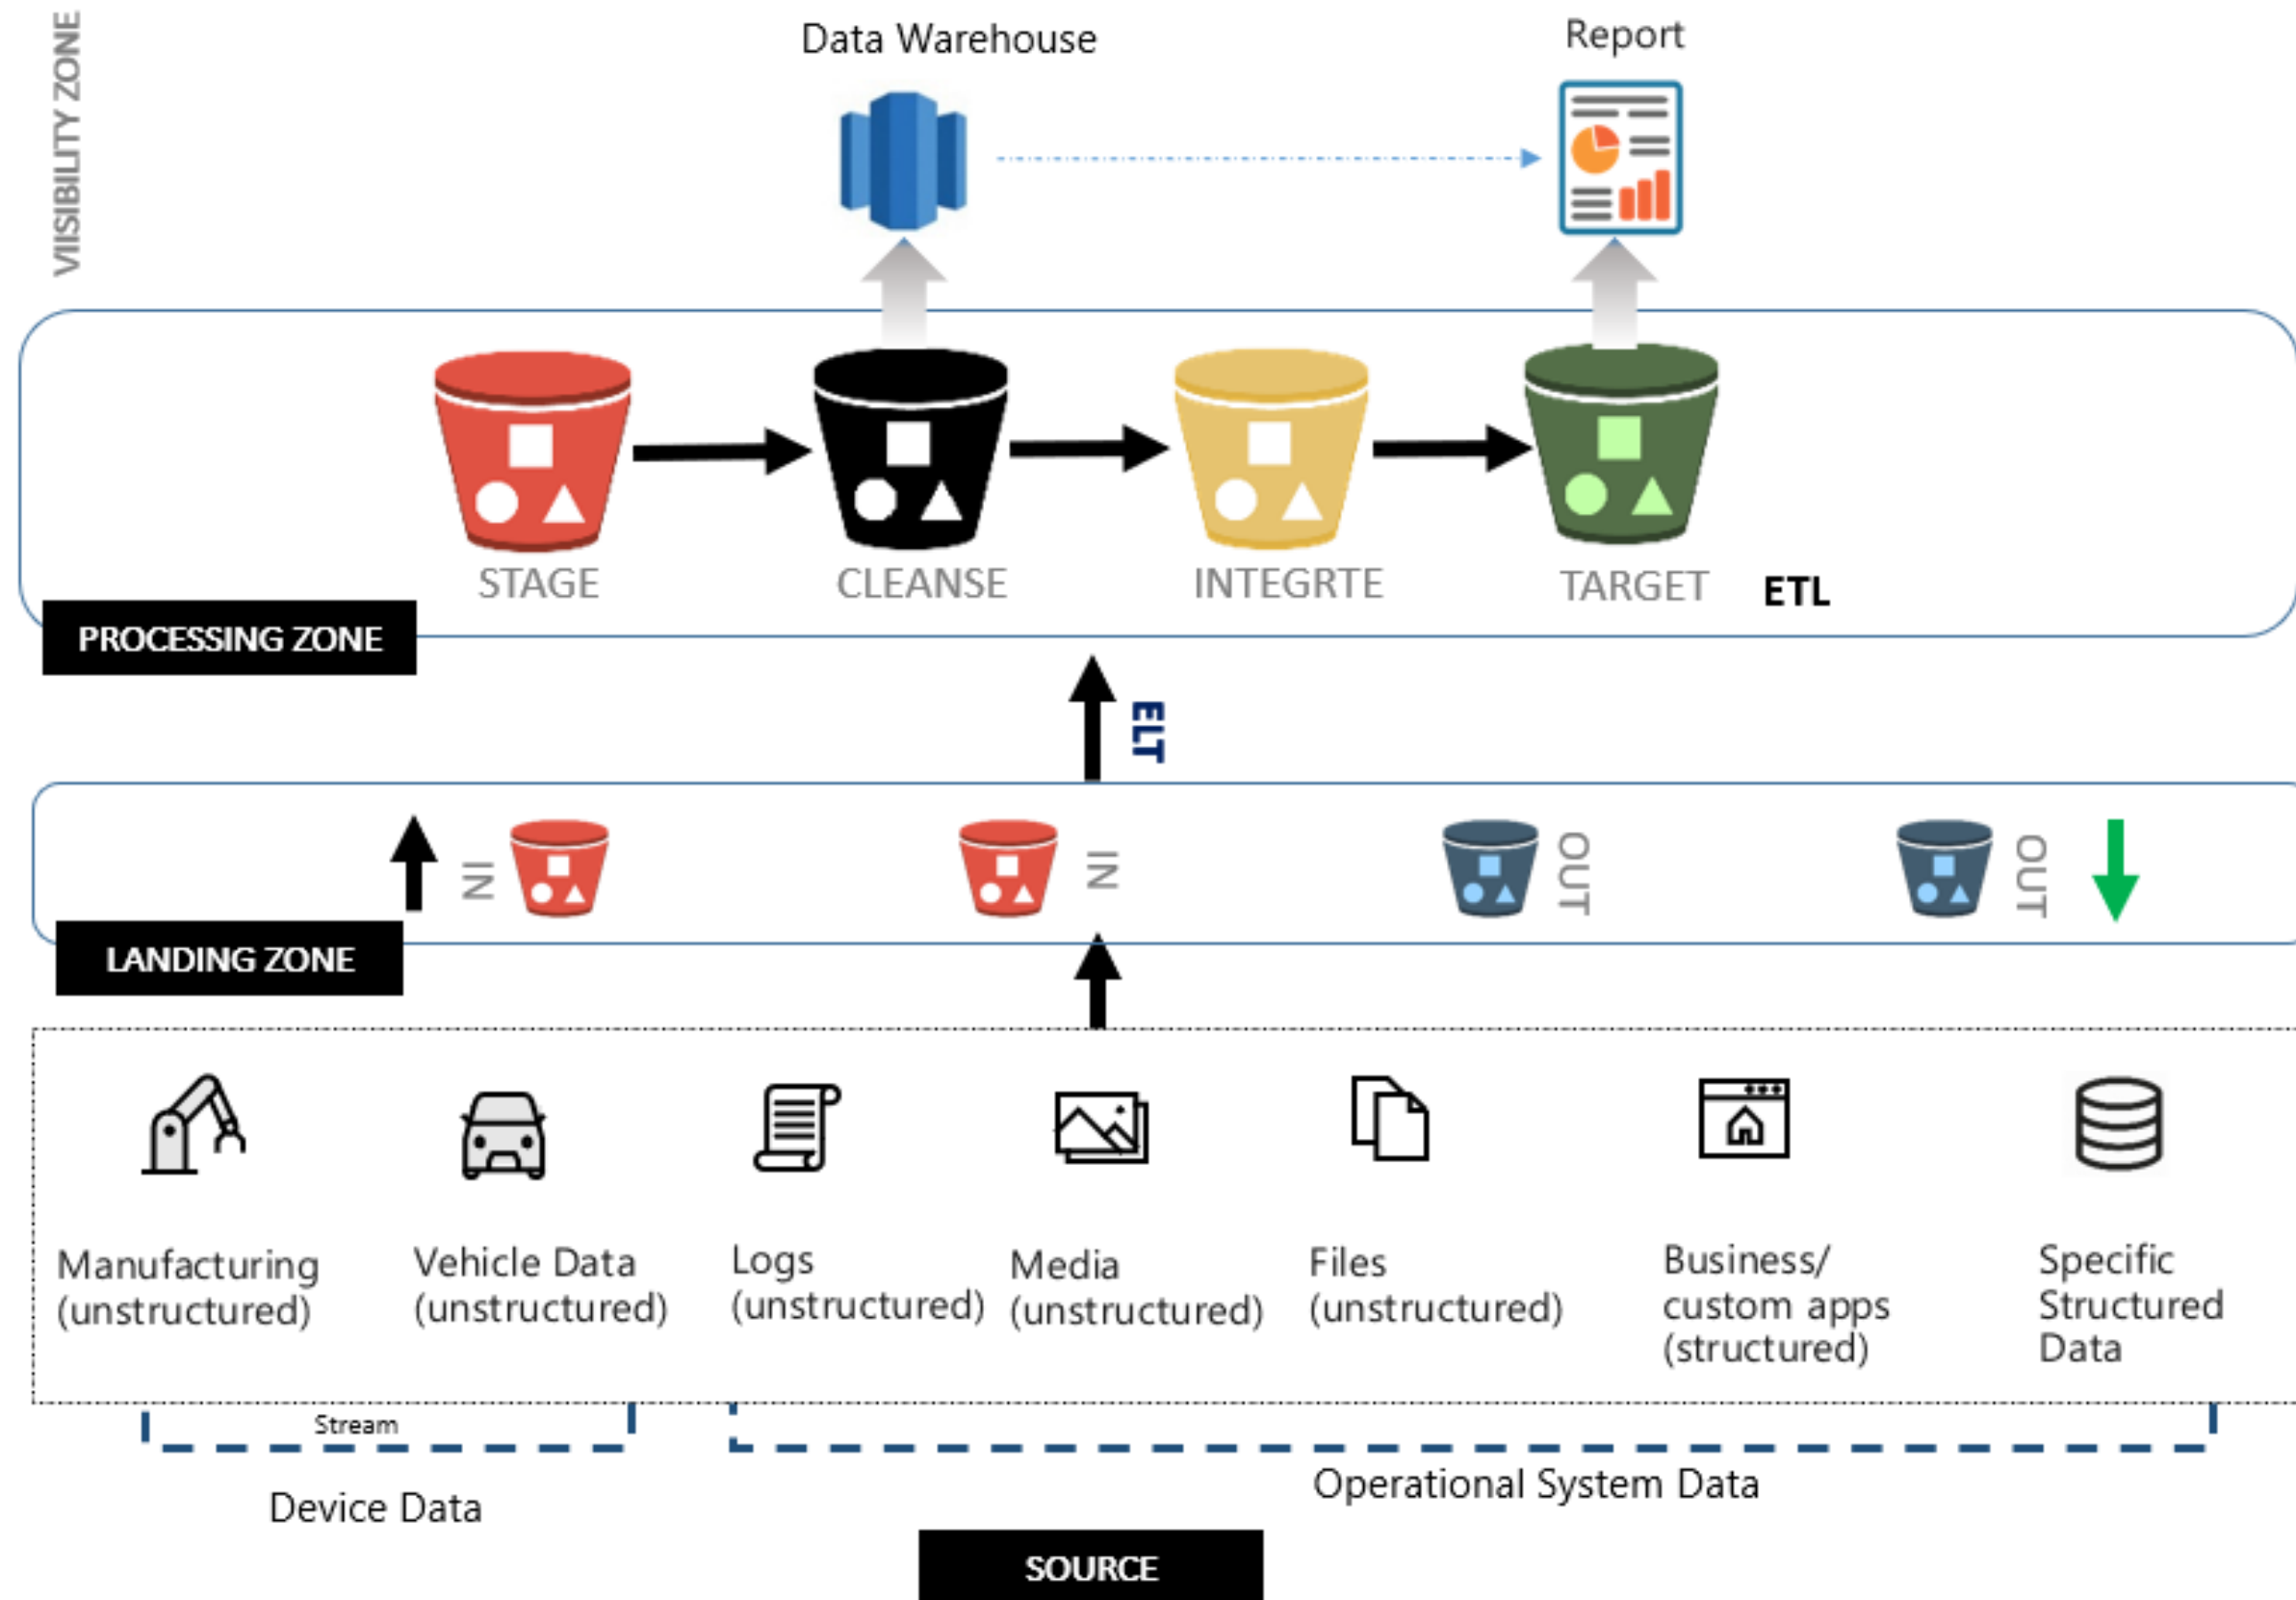 VIISIBILITY ZONE
Data Warehouse
Report
STAGE
CLEANSE
INTEGRTE
TARGET
ETL
PROCESSING ZONE
ELT
IN
IN
OUT
OUT
LANDING ZONE
Manufacturing
(unstructured)
Vehicle Data
(unstructured)
Logs
(unstructured)
Media
(unstructured)
Files
(unstructured)
Business/
custom apps
(structured)
Specific
Structured
Data
Stream
Device Data
Operational System Data
SOURCE